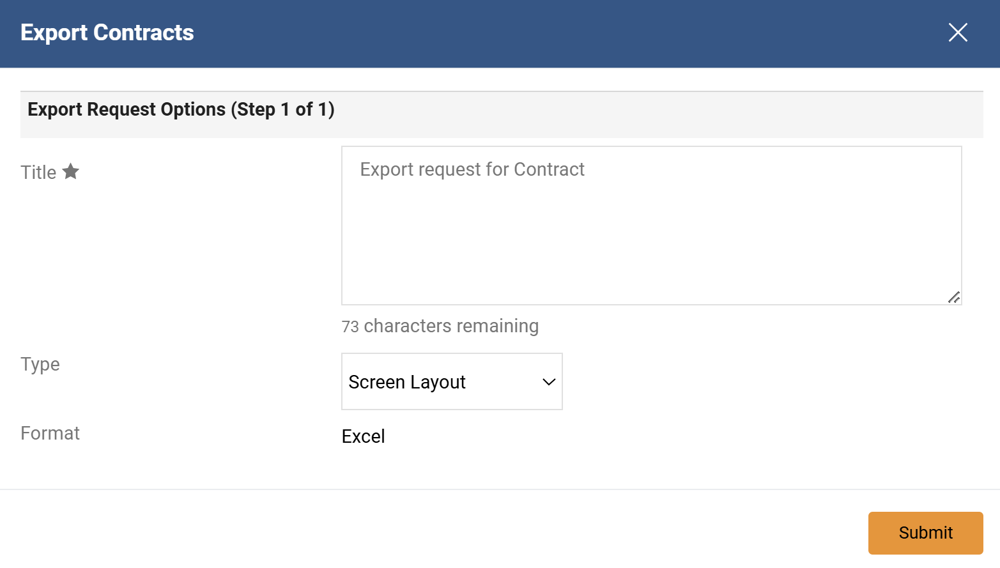 Export Contracts
Export Request Options (Step 1 of 1)
Title
Export request for Contract
73 characters remaining
Type
Screen Layout
Format
Excel
Submit